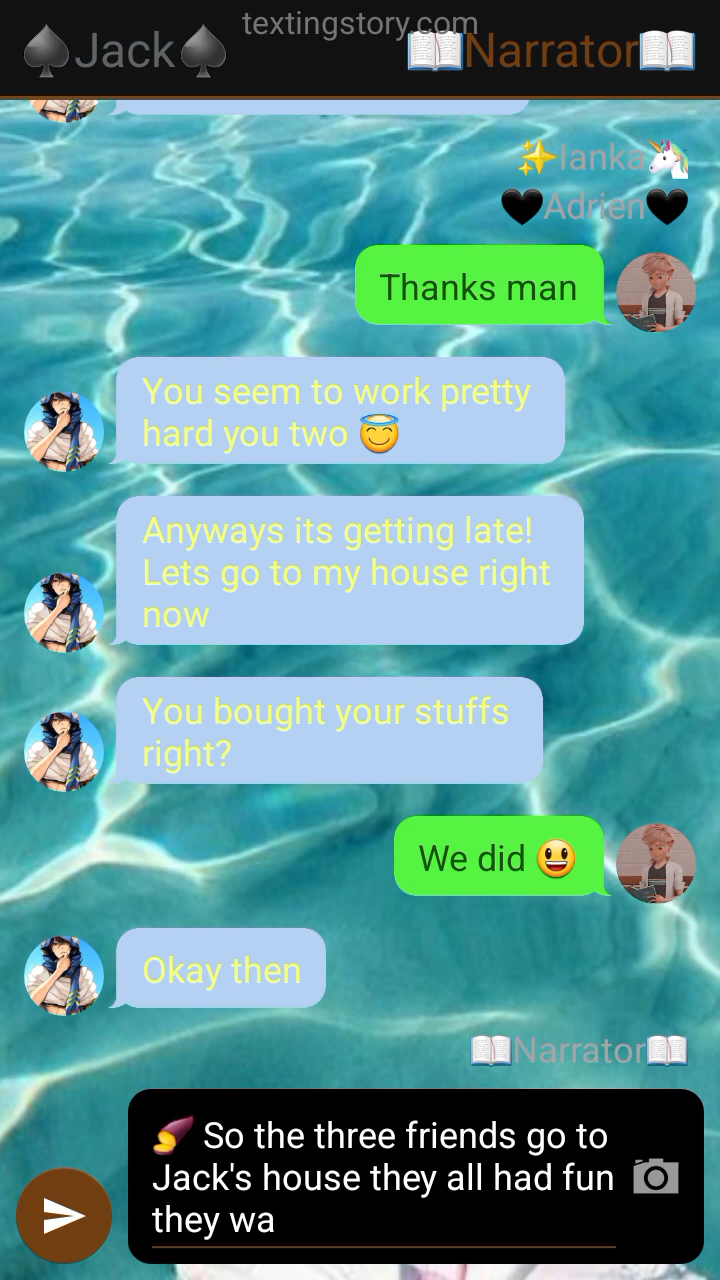 textingstory.com
♠Jack♠
📖Narrator📖
✨Ianka🦄
🖤Adrien🖤
Thanks man
You seem to work pretty
hard you two 😇
Anyways its getting late!
Lets go to my house right
now
You bought your stuffs
right?
We did 😃
Okay then
📖Narrator📖
🍠 So the three friends go to
Jack's house they all had fun
they wa